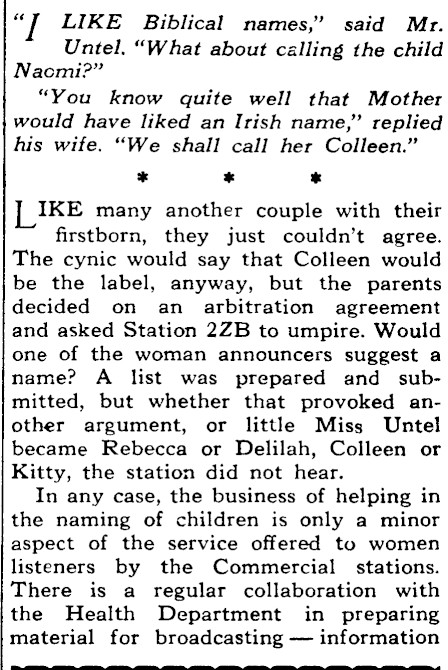 "I LIKE Biblical names," said Mr.
Untel. "What about calling the child
Naomi?"
"You know quite well that Mother
would have liked an Irish name," replied
his wife. "We shall call her Colleen."
* * *
LIKE many another couple with their
firstborn, they just couldn't agree.
The cynic would say that Colleen would
be the label, anyway, but the parents
decided on an arbitration agreement
and asked Station 2ZB to umpire. Would
one of the woman announcers suggest a
name? A list was prepared and sub-
mitted, but whether that provoked an-
other argument, or little Miss Untel
became Rebecca or Delilah, Colleen or
Kitty, the station did not hear.
In any case, the business of helping in
the naming of children is only a minor
aspect of the service offered to women
listeners by the Commercial stations.
There is a regular collaboration with
the Health Department in preparing
material for broadcasting — information